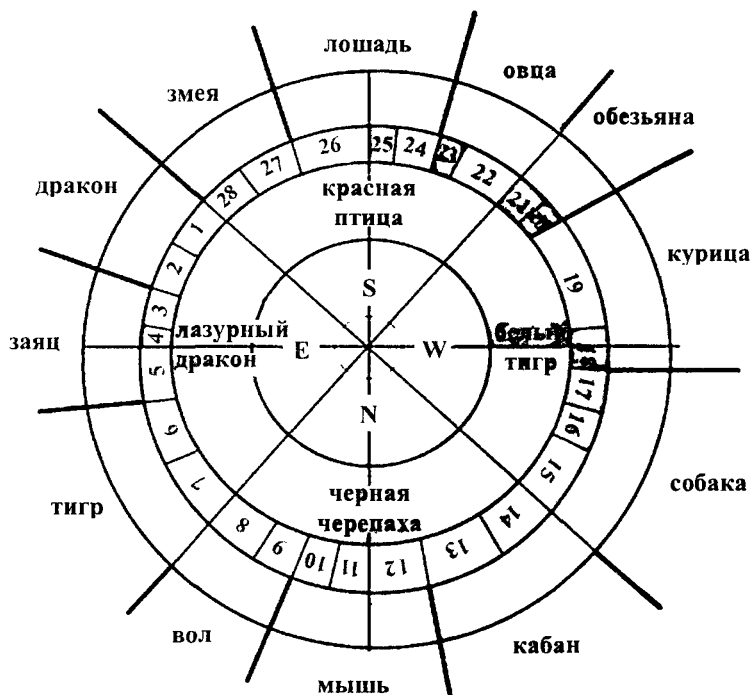 лошадь
овца
обезьяна
курица
собака
кабан
мышь
вол
тигр
заяц
дракон
змея
красная
птица
тигр
черная
черепаха
лазурный
дракон
S
W
N
E
1
2
3
4
5
6
7
8
9
10
11
12
13
14
15
16
17
19
22
23
24
25
26
27
28